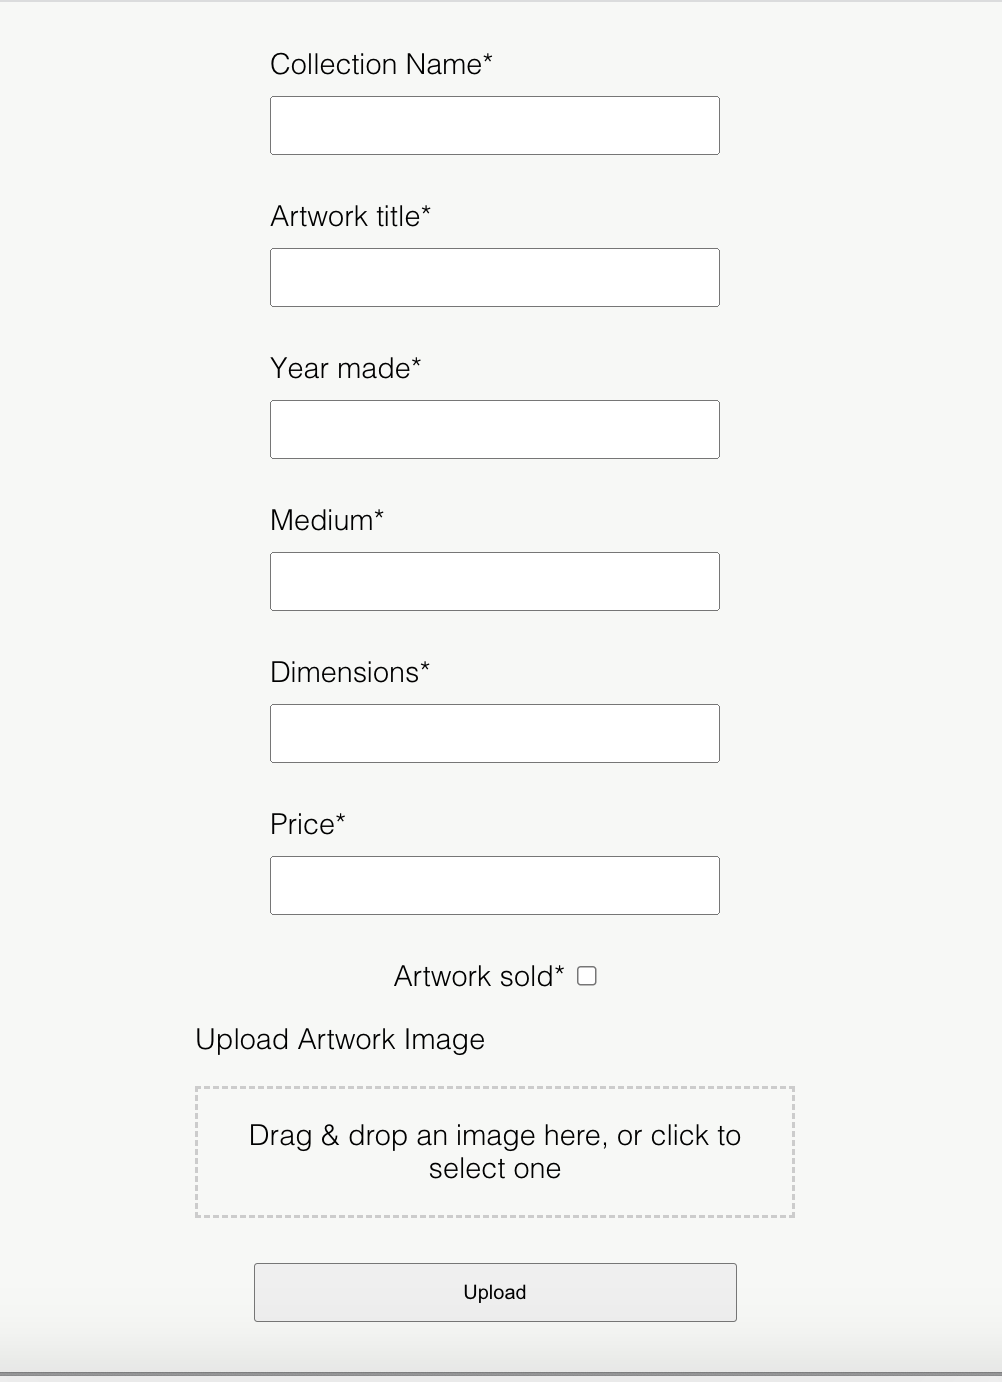 Collection Name*
Artwork title*
Year made*
Medium*
Dimensions*
Price*
Artwork sold*
Upload Artwork Image
Drag & drop an image here, or click to
select one
Upload